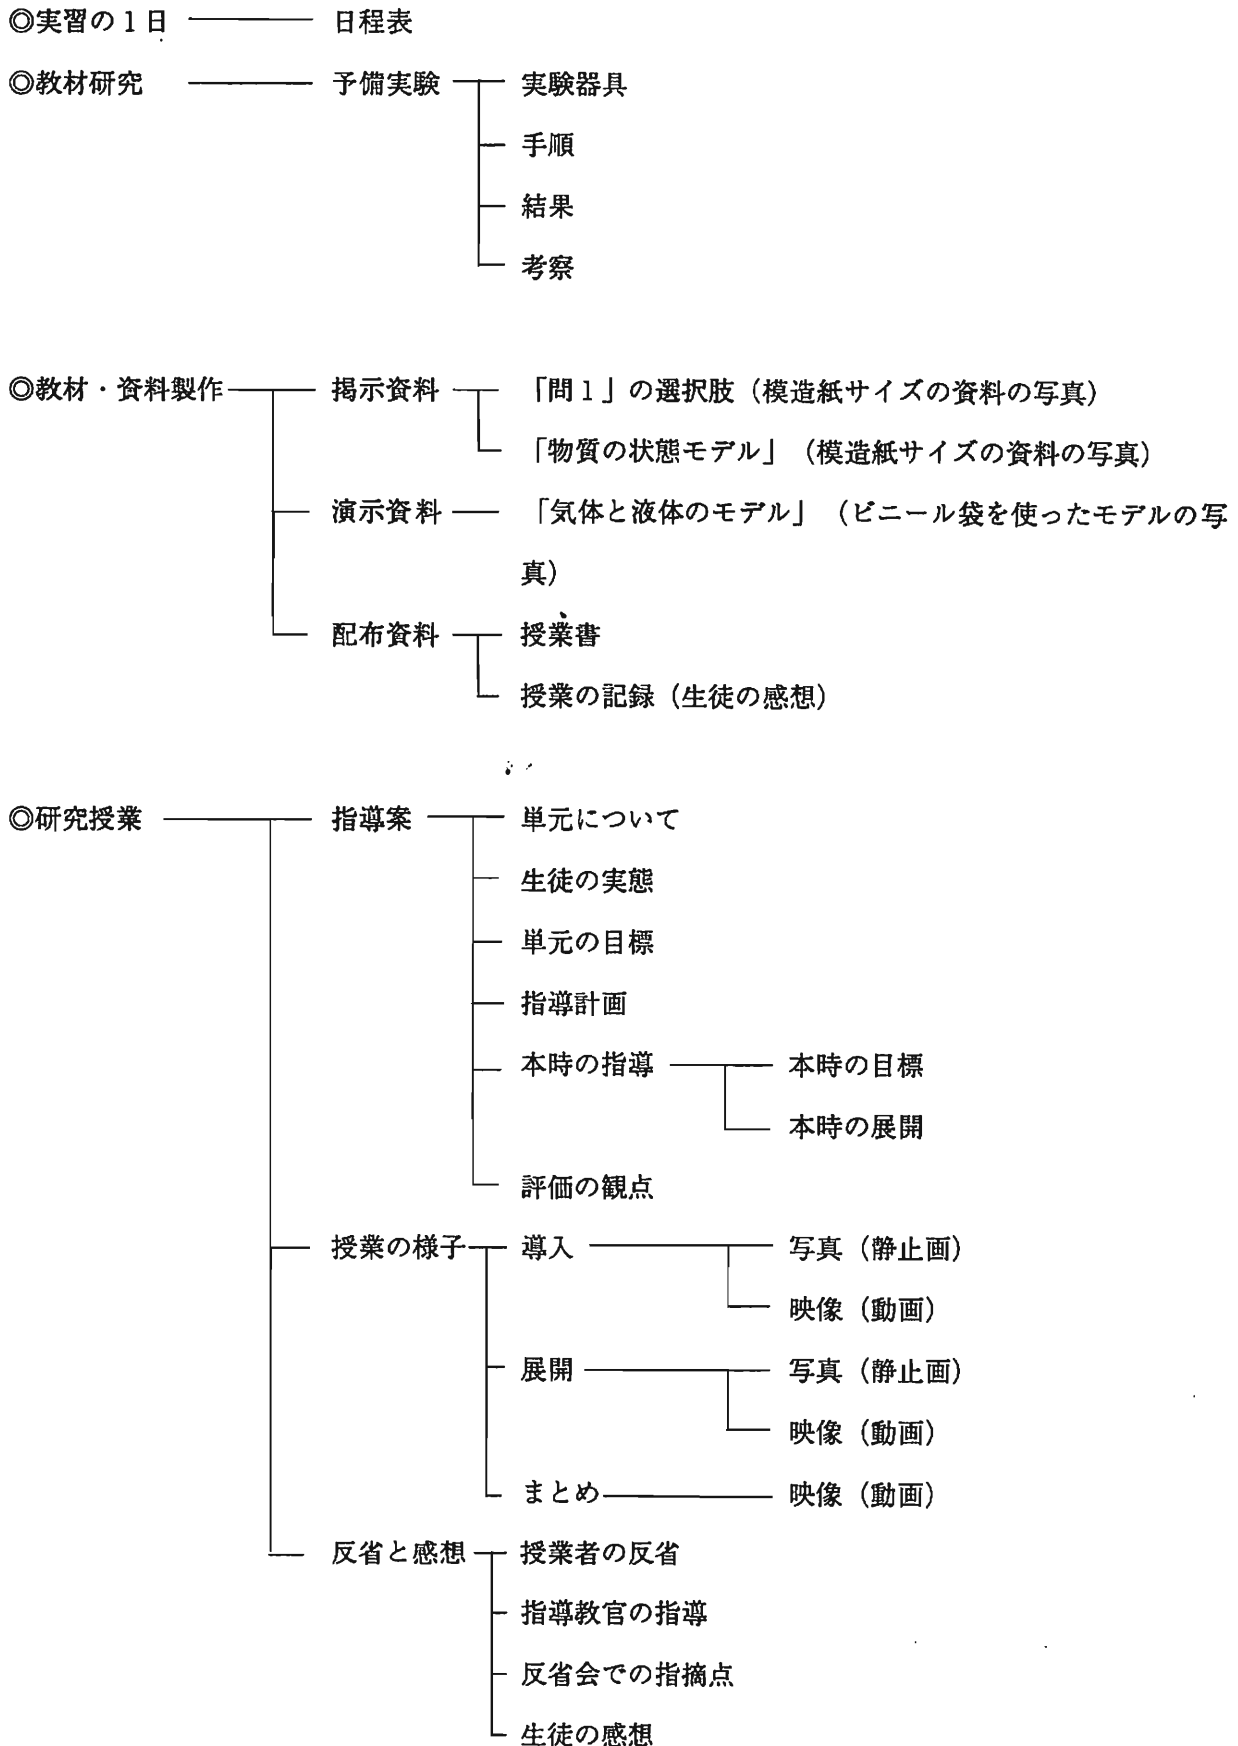 ◎実習の1日 日程表
◎教材研究 予備実験 実験器具
手順
結果
考察
◎教材・資料製作 掲示資料 「問1」の選択肢（模造紙サイズの資料の写真）
「物質の状態モデル」（模造紙サイズの資料の写真）
演示資料 「気体と液体のモデル」（ビニール袋を使ったモデルの写
真）
配布資料 授業書
授業の記録（生徒の感想）
◎研究授業 指導案 単元について
生徒の実態
単元の目標
指導計画
本時の指導 本時の目標
本時の展開
評価の観点
授業の様子 導入 写真（静止画）
映像（動画）
展開 写真（静止画）
映像（動画）
まとめ 映像（動画）
反省と感想 授業者の反省
指導教官の指導
反省会での指摘点
生徒の感想